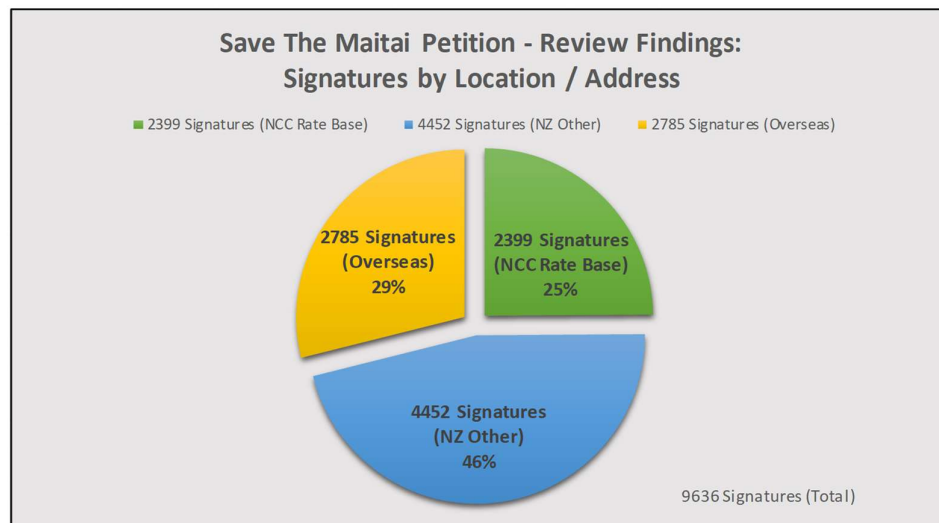 Save The Maitai Petition - Review Findings:
Signatures by Location / Address
2399 Signatures (NCC Rate Base) 4452 Signatures (NZ Other) 2785 Signatures (Overseas)
2785 Signatures
(Overseas)
29%
2399 Signatures
(NCC Rate Base)
25%
4452 Signatures
(NZ Other)
46%
9636 Signatures (Total)